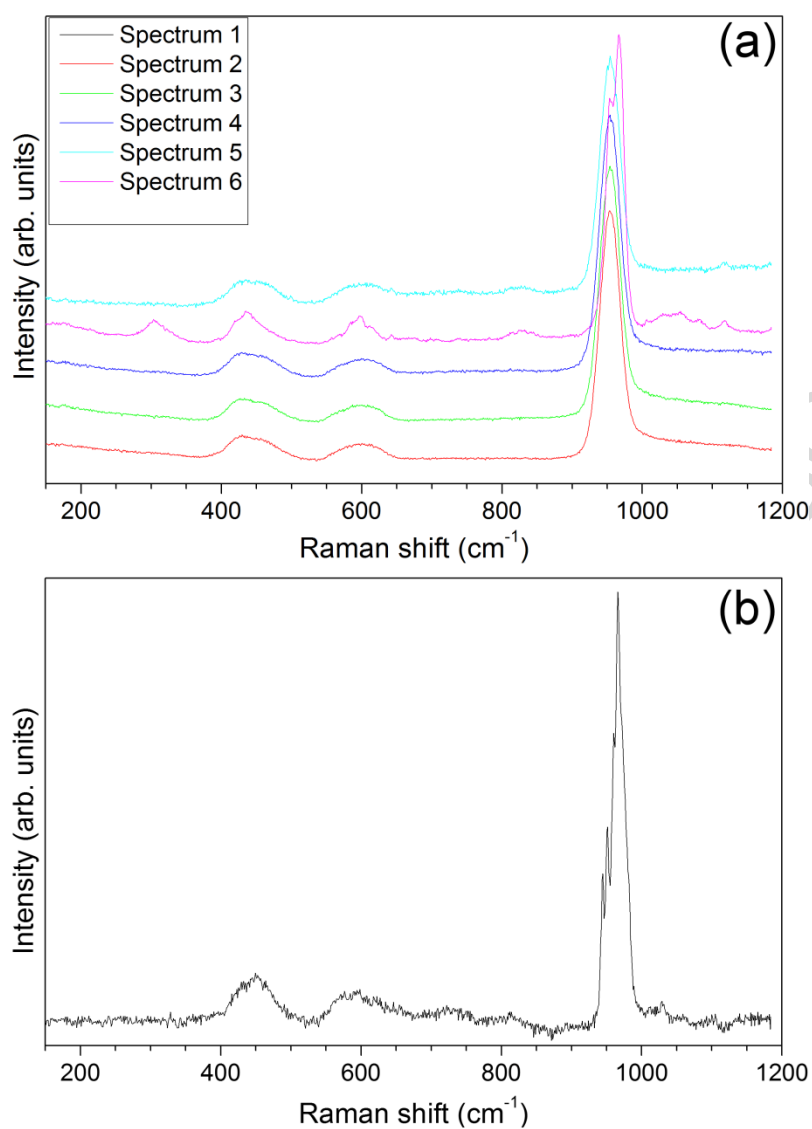 (a)
Spectrum 1
Spectrum 2
Spectrum 3
Spectrum 4
Spectrum 5
Spectrum 6
Intensity (arb. units)
200 400 600 800 1000 1200
Raman shift (cm⁻¹)
(b)
Intensity (arb. units)
200 400 600 800 1000 1200
Raman shift (cm⁻¹)